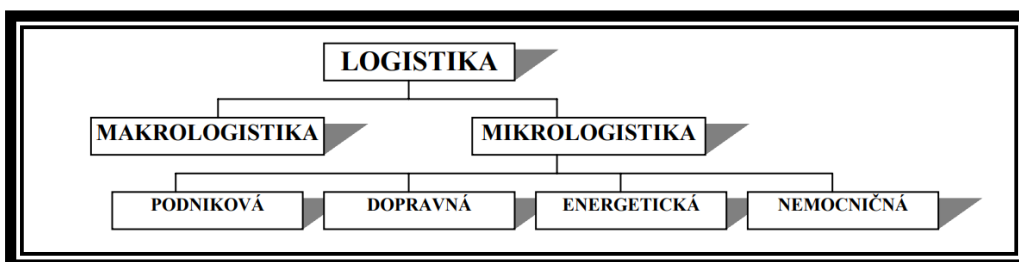 LOGISTIKA
MAKROLOGISTIKA
MIKROLOGISTIKA
PODNIKOVÁ
DOPRAVNÁ
ENERGETICKÁ
NEMOCNIČNÁ